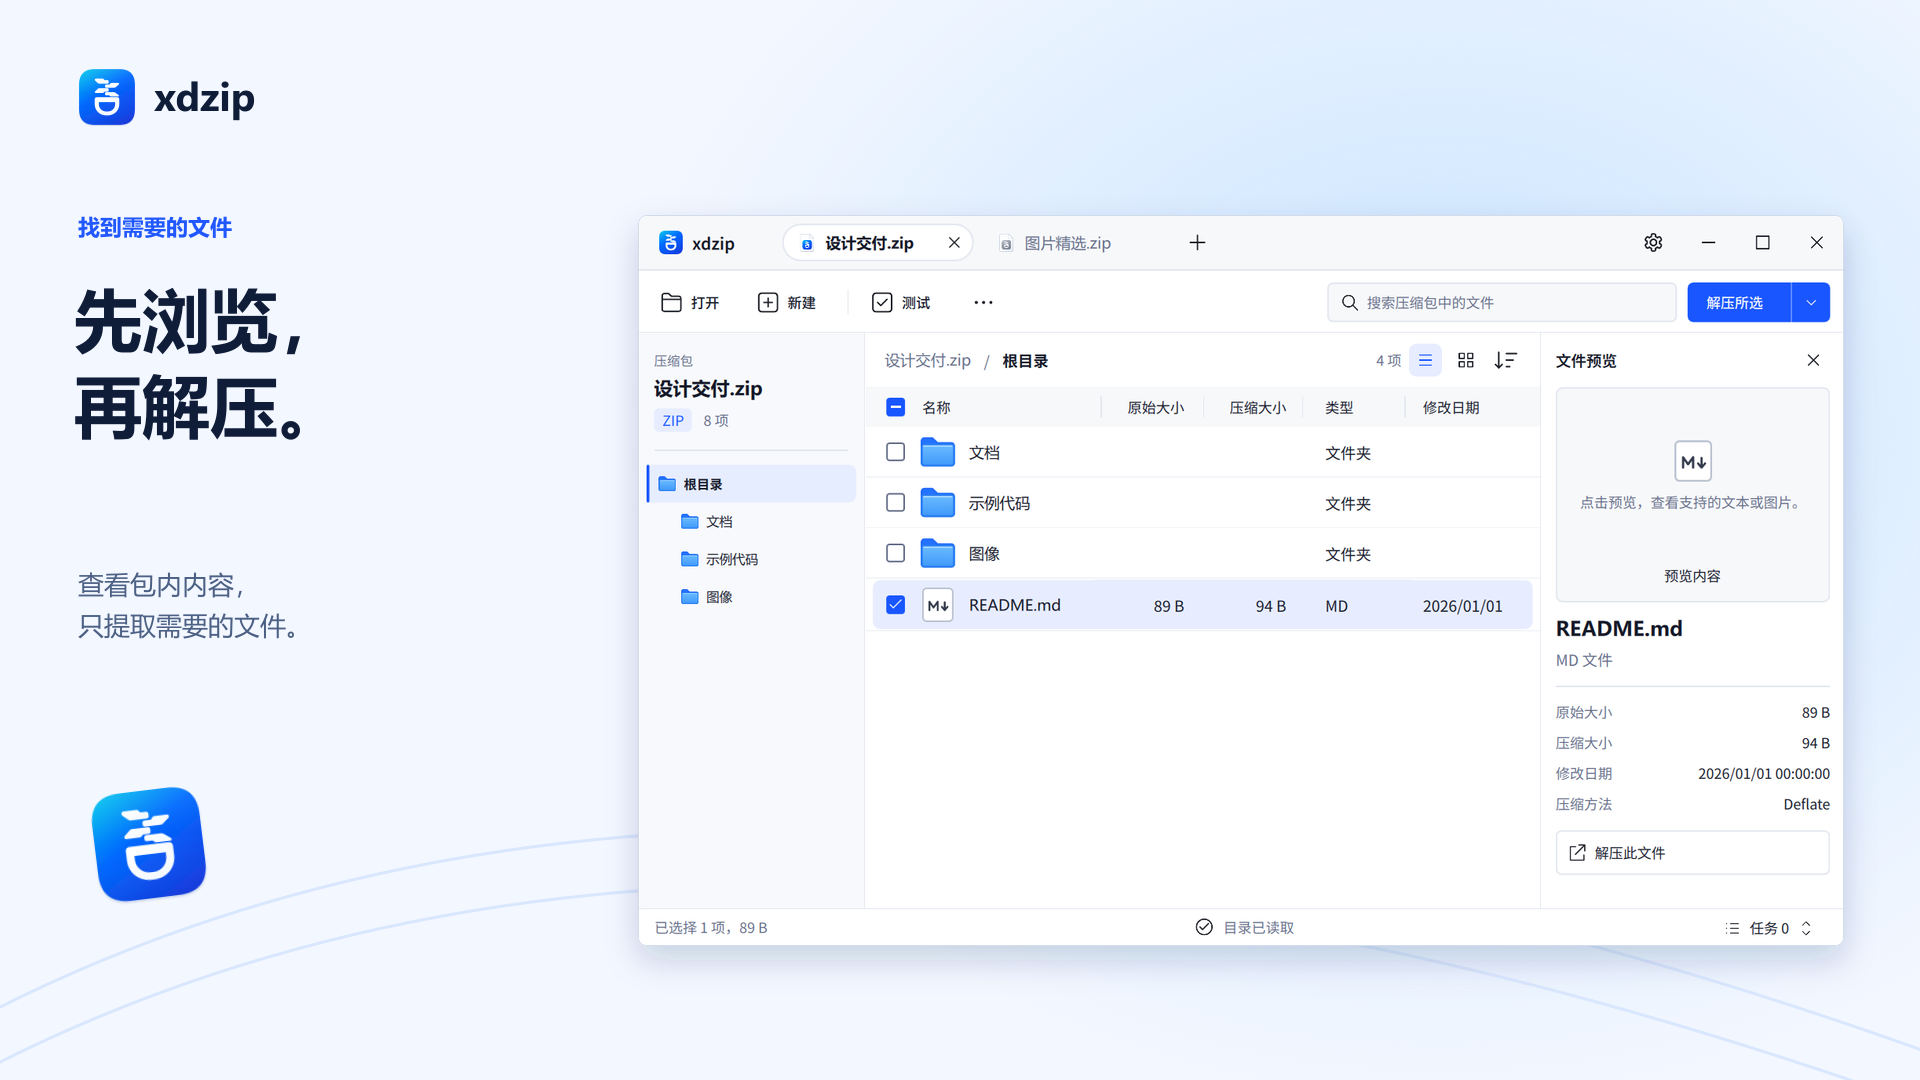 xdzip
找到需要的文件
先浏览，
再解压。
查看包内内容，
只提取需要的文件。
xdzip
设计交付.zip
图片精选.zip
打开
新建
测试
搜索压缩包中的文件
解压所选
压缩包
设计交付.zip
ZIP 8 项
根目录
文档
示例代码
图像
设计交付.zip / 根目录
4 项
名称 原始大小 压缩大小 类型 修改日期
文档 文件夹
示例代码 文件夹
图像 文件夹
README.md 89 B 94 B MD 2026/01/01
文件预览
M↓
点击预览，查看支持的文本或图片。
预览内容
README.md
MD 文件
原始大小 89 B
压缩大小 94 B
修改日期 2026/01/01 00:00:00
压缩方法 Deflate
解压此文件
已选择 1 项，89 B
目录已读取
任务 0